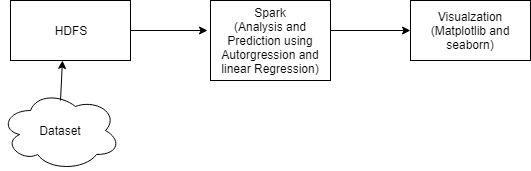 HDFS
Spark
(Analysis and
Prediction using
Autorgression and
linear Regression)
Visualzation
(Matplotlib and
seaborn)
Dataset